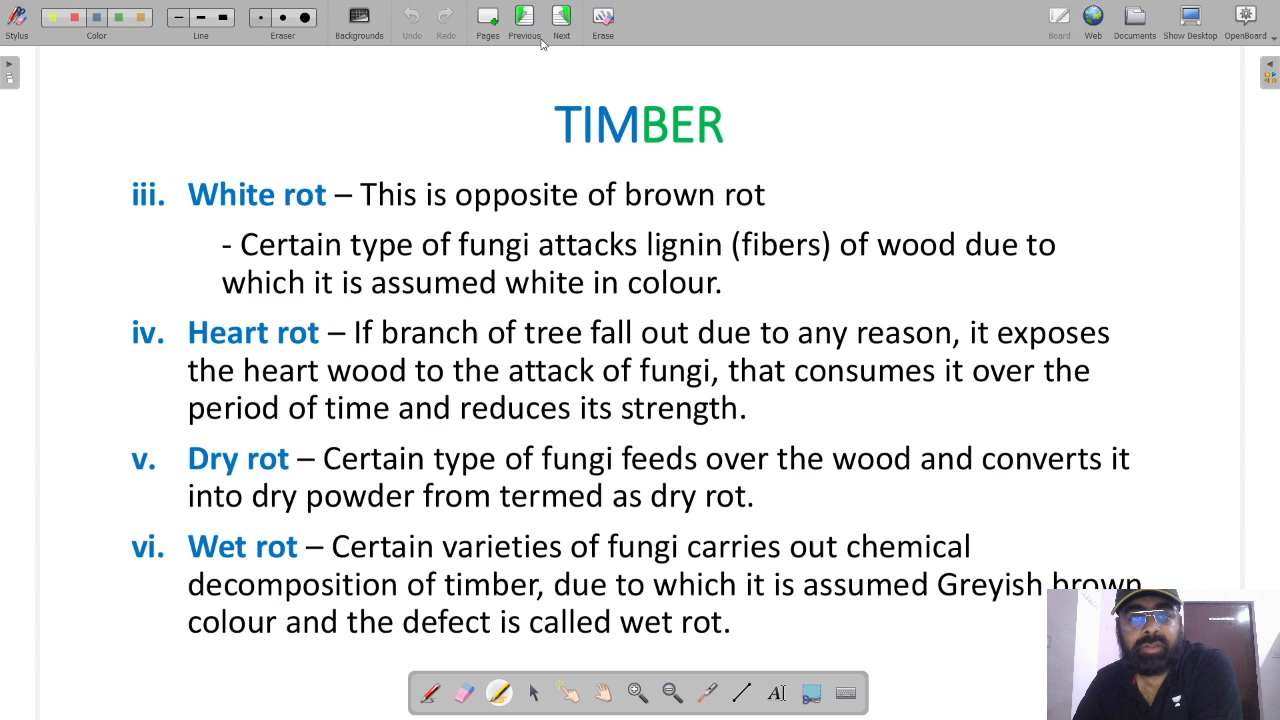 Stylus
Color
Line
Eraser
Backgrounds
Undo
Redo
Pages
Previous
Next
Erase
Board
Web
Documents
Show Desktop
OpenBoard
TIMBER
iii. White rot – This is opposite of brown rot
- Certain type of fungi attacks lignin (fibers) of wood due to
which it is assumed white in colour.
iv. Heart rot – If branch of tree fall out due to any reason, it exposes
the heart wood to the attack of fungi, that consumes it over the
period of time and reduces its strength.
v. Dry rot – Certain type of fungi feeds over the wood and converts it
into dry powder from termed as dry rot.
vi. Wet rot – Certain varieties of fungi carries out chemical
decomposition of timber, due to which it is assumed Greyish brown
colour and the defect is called wet rot.